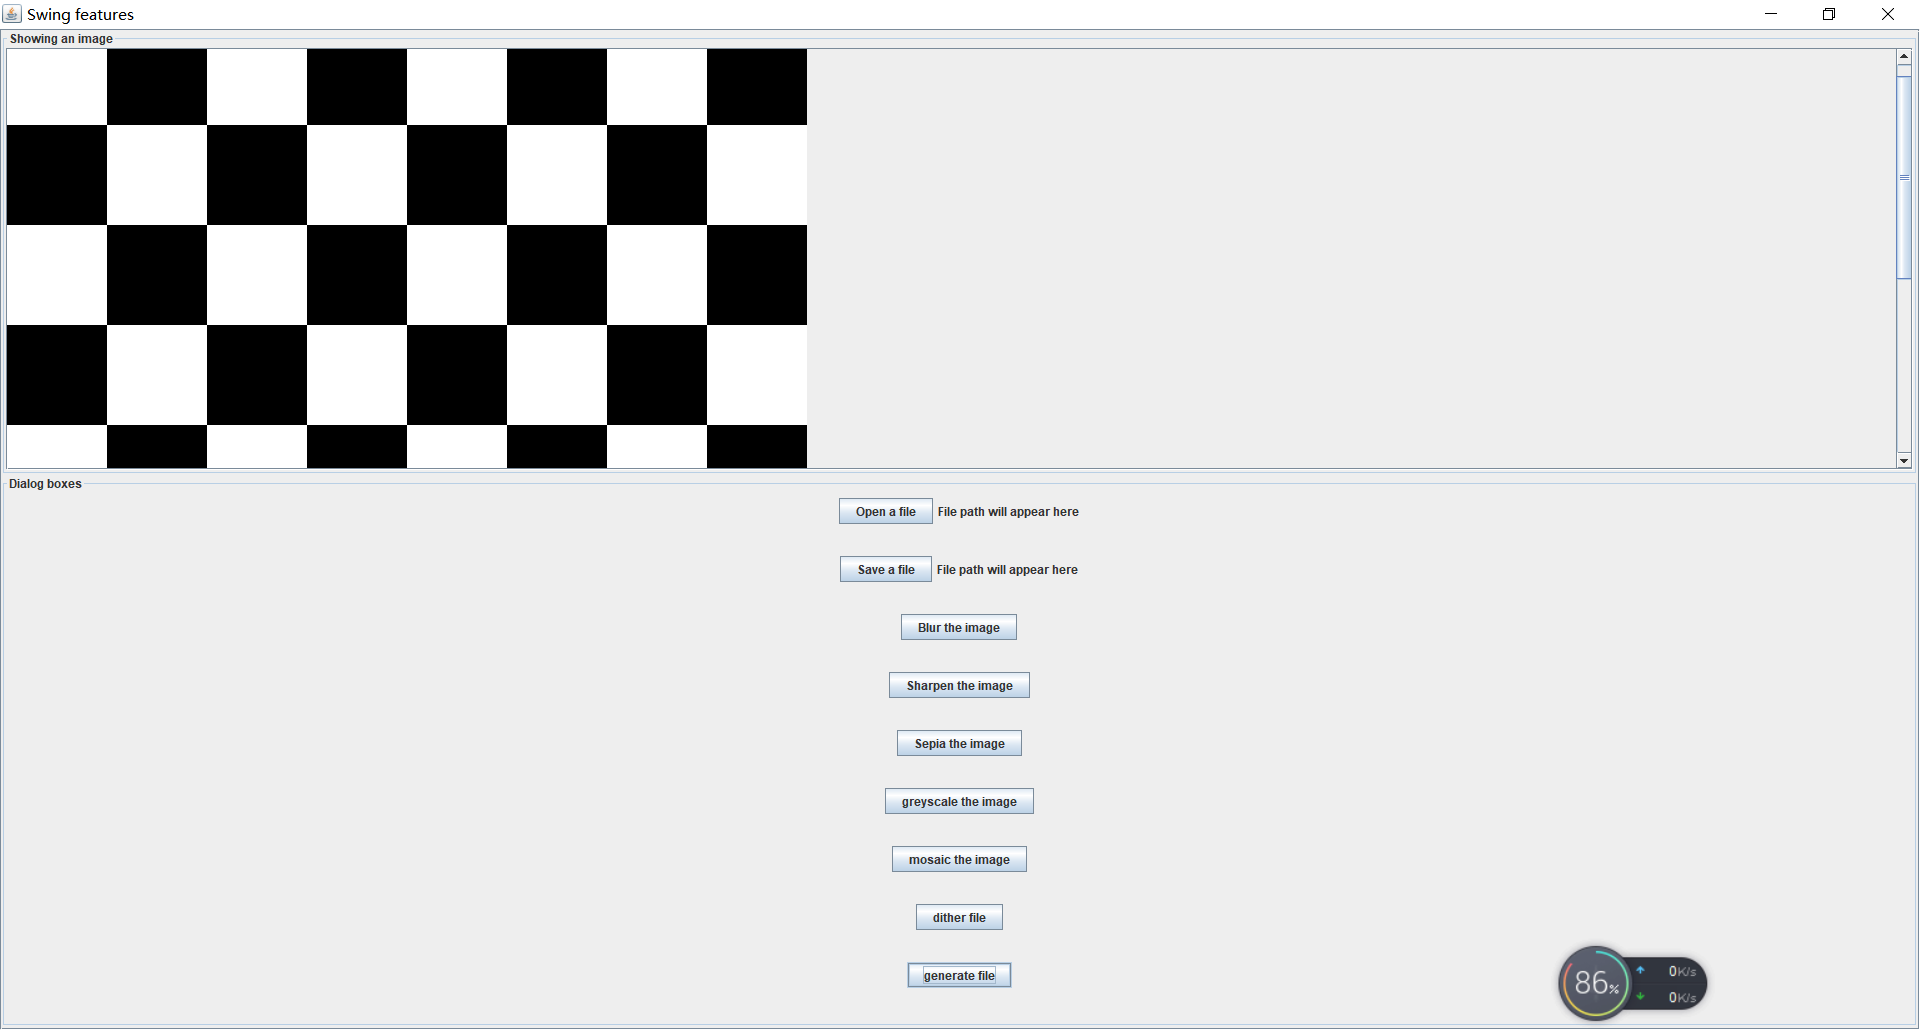 Swing features
Showing an image
Dialog boxes
Open a file File path will appear here
Save a file File path will appear here
Blur the image
Sharpen the image
Sepia the image
greyscale the image
mosaic the image
dither file
generate file
86%
0K/s
0K/s